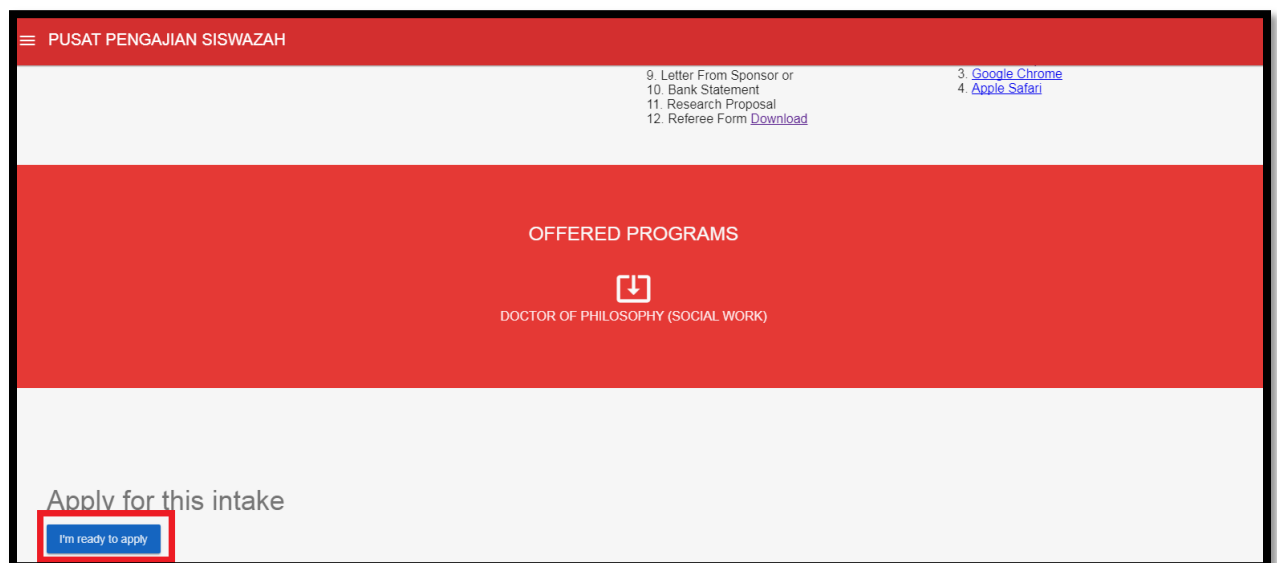 PUSAT PENGAJIAN SISWAZAH
9. Letter From Sponsor or
10. Bank Statement
11. Research Proposal
12. Referee Form Download
3. Google Chrome
4. Apple Safari
OFFERED PROGRAMS
DOCTOR OF PHILOSOPHY (SOCIAL WORK)
Apply for this intake
I'm ready to apply